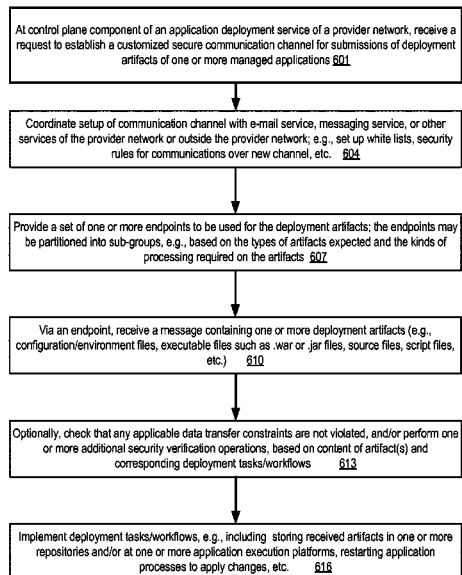 At control plane component of an application deployment service of a provider network, receive a
request to establish a customized secure communication channel for submissions of deployment
artifacts of one or more managed applications 601
Coordinate setup of communication channel with e-mail service, messaging service, or other
services of the provider network or outside the provider network; e.g., set up white lists, security
rules for communications over new channel, etc. 604
Provide a set of one or more endpoints to be used for the deployment artifacts; the endpoints may
be partitioned into sub-groups, e.g., based on the types of artifacts expected and the kinds of
processing required on the artifacts 607
Via an endpoint, receive a message containing one or more deployment artifacts (e.g.,
configuration/environment files, executable files such as .war or .jar files, source files, script files,
etc.) 610
Optionally, check that any applicable data transfer constraints are not violated, and/or perform one
or more additional security verification operations, based on content of artifact(s) and
corresponding deployment tasks/workflows 613
Implement deployment tasks/workflows, e.g., including storing received artifacts in one or more
repositories and/or at one or more application execution platforms, restarting application
processes to apply changes, etc. 616